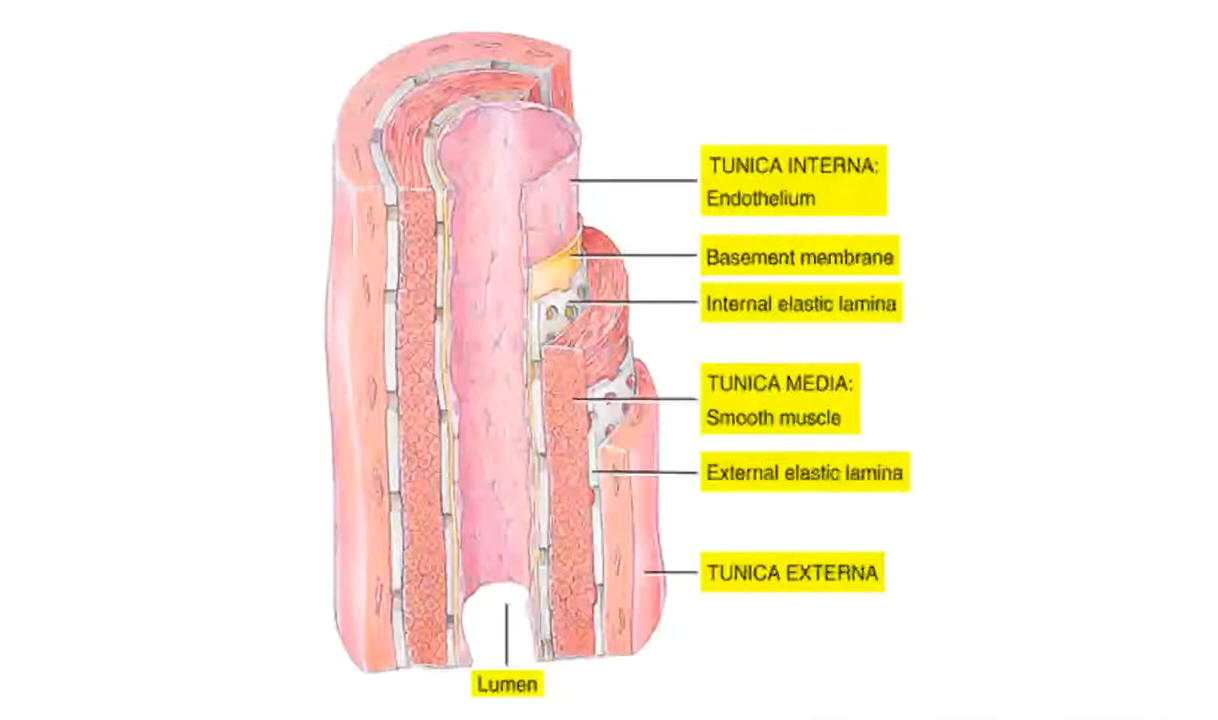 TUNICA INTERNA:
Endothelium
Basement membrane
Internal elastic lamina
TUNICA MEDIA:
Smooth muscle
External elastic lamina
TUNICA EXTERNA
Lumen